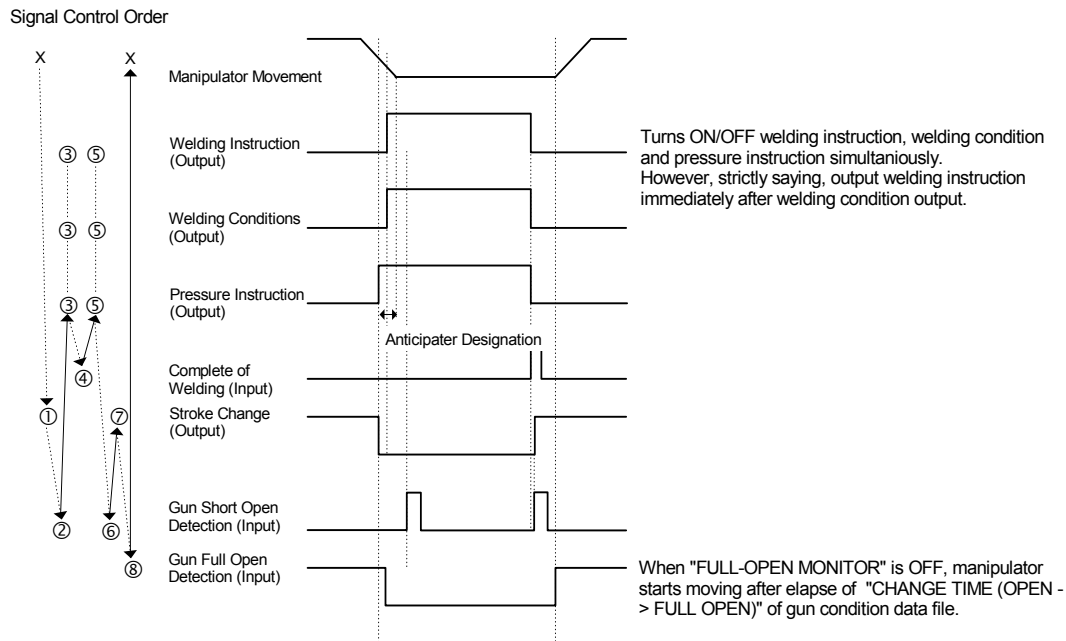 Signal Control Order
X X
Manipulator Movement
Welding Instruction
(Output)
③ ⑤
Turns ON/OFF welding instruction, welding condition
and pressure instruction simultaniously.
However, strictly saying, output welding instruction
immediately after welding condition output.
Welding Conditions
(Output)
③ ⑤
Pressure Instruction
(Output)
③ ⑤
Anticipater Designation
Complete of
Welding (Input)
④
Stroke Change
(Output)
① ⑦
Gun Short Open
Detection (Input)
② ⑥
Gun Full Open
Detection (Input)
⑧
When "FULL-OPEN MONITOR" is OFF, manipulator
starts moving after elapse of "CHANGE TIME (OPEN -
> FULL OPEN)" of gun condition data file.